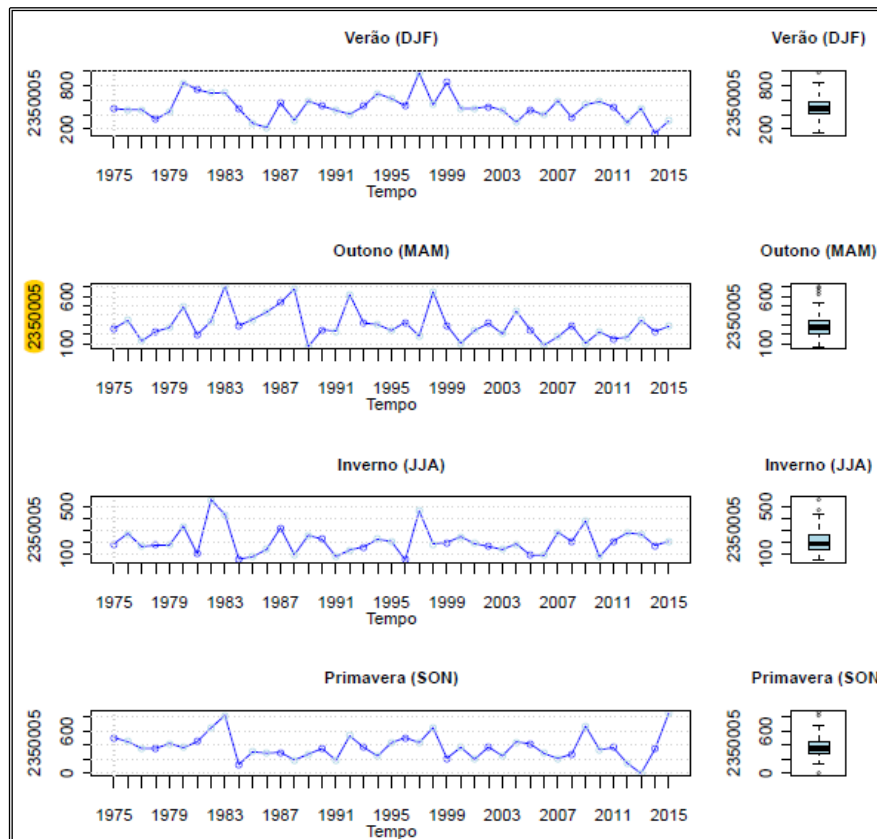 Verão (DJF)
Verão (DJF)
2350005
200 800
2350005
200 800
1975 1979 1983 1987 1991 1995 1999 2003 2007 2011 2015
Tempo
Outono (MAM)
Outono (MAM)
2350005
100 600
2350005
100 600
1975 1979 1983 1987 1991 1995 1999 2003 2007 2011 2015
Tempo
Inverno (JJA)
Inverno (JJA)
2350005
100 500
2350005
100 500
1975 1979 1983 1987 1991 1995 1999 2003 2007 2011 2015
Tempo
Primavera (SON)
Primavera (SON
2350005
0 600
2350005
0 600
1975 1979 1983 1987 1991 1995 1999 2003 2007 2011 2015
Tempo